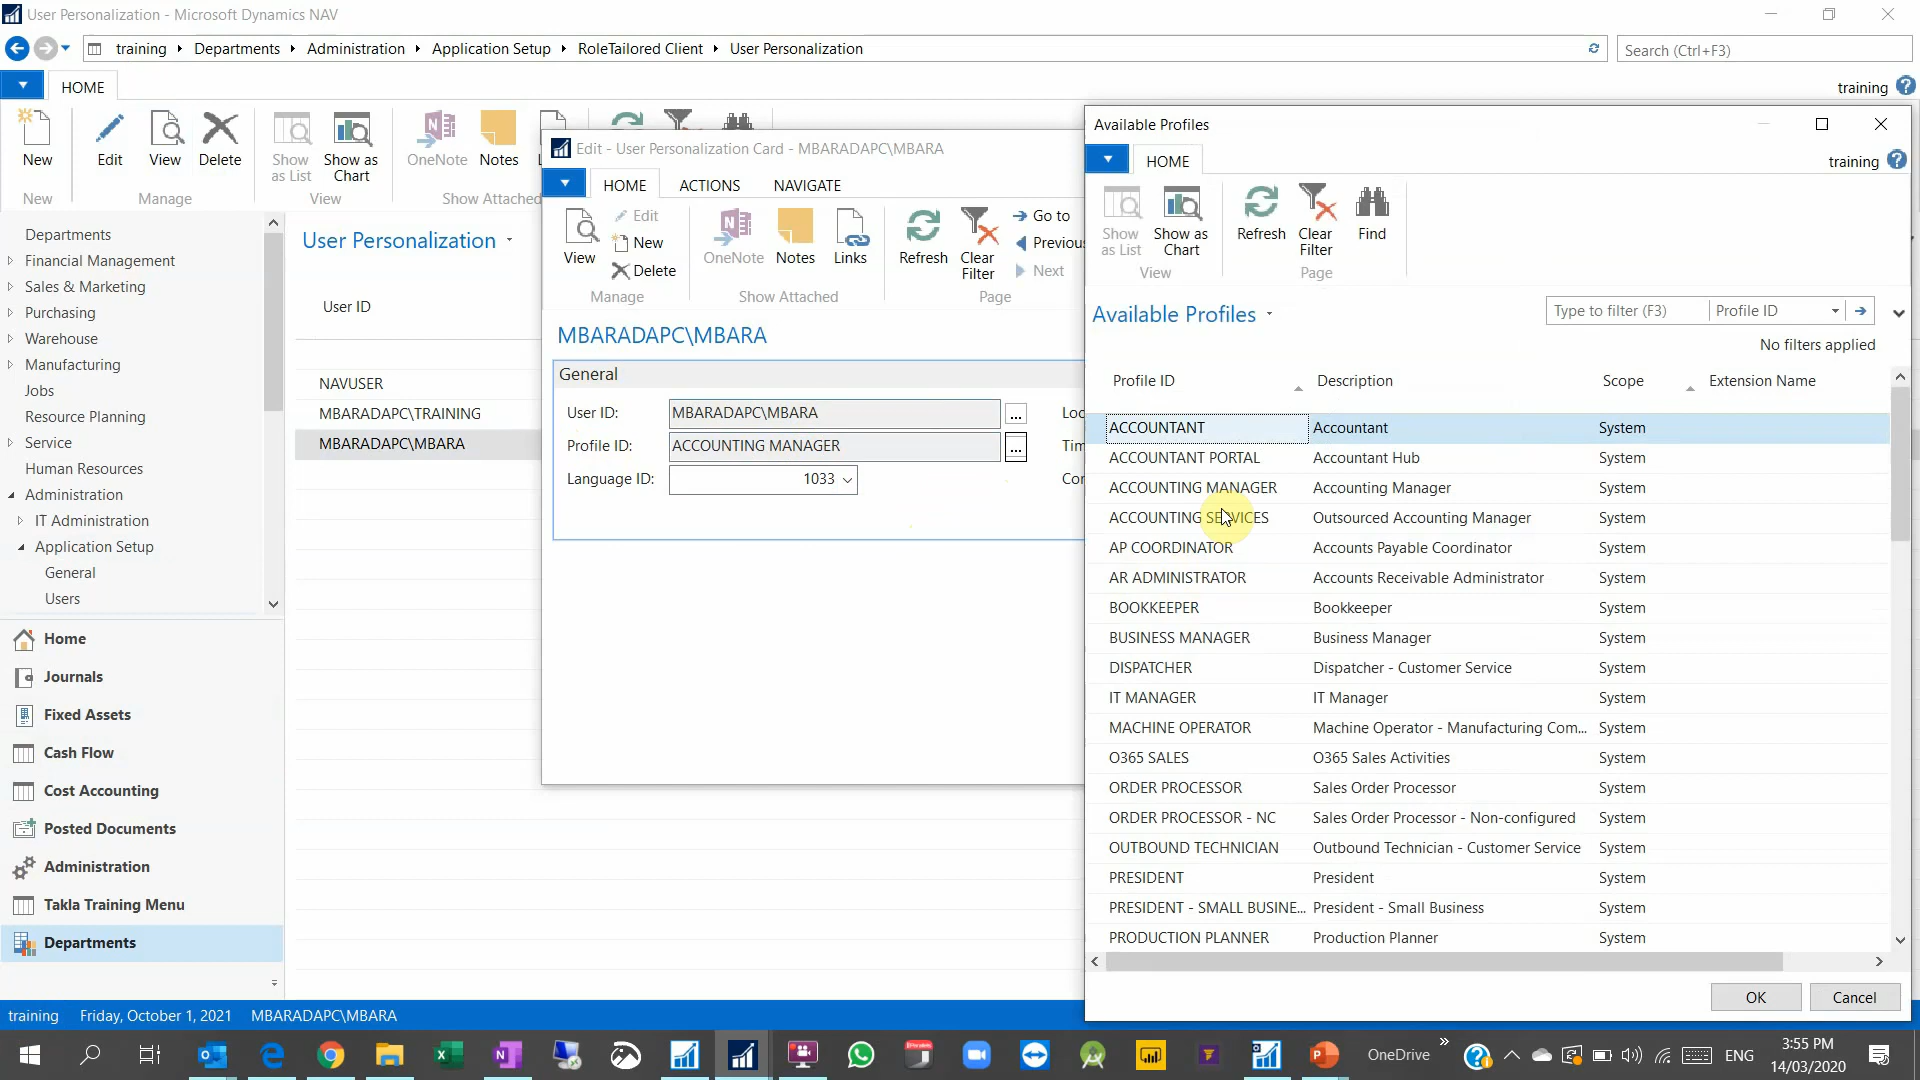 User Personalization - Microsoft Dynamics NAV
training Departments Administration Application Setup RoleTailored Client User Personalization
Search (Ctrl+F3)
HOME
training
New
Edit
View
Delete
Show as List
Show as Chart
OneNote
Notes
New
Manage
View
Show Attached
Departments
Financial Management
Sales & Marketing
Purchasing
Warehouse
Manufacturing
Jobs
Resource Planning
Service
Human Resources
Administration
IT Administration
Application Setup
General
Users
Home
Journals
Fixed Assets
Cash Flow
Cost Accounting
Posted Documents
Administration
Takla Training Menu
Departments
User Personalization
User ID
NAVUSER
MBARADAPC\TRAINING
MBARADAPC\MBARA
Edit - User Personalization Card - MBARADAPC\MBARA
HOME ACTIONS NAVIGATE
View
Edit
New
Delete
OneNote
Notes
Links
Refresh
Clear Filter
Go to
Previous
Next
Manage
Show Attached
Page
MBARADAPC\MBARA
General
User ID: MBARADAPC\MBARA
Profile ID: ACCOUNTING MANAGER
Language ID: 1033
Available Profiles
HOME
training
Show as List
Show as Chart
Refresh
Clear Filter
Find
View
Page
Available Profiles
Type to filter (F3) Profile ID
No filters applied
Profile ID Description Scope Extension Name
ACCOUNTANT Accountant System
ACCOUNTANT PORTAL Accountant Hub System
ACCOUNTING MANAGER Accounting Manager System
ACCOUNTING SERVICES Outsourced Accounting Manager System
AP COORDINATOR Accounts Payable Coordinator System
AR ADMINISTRATOR Accounts Receivable Administrator System
BOOKKEEPER Bookkeeper System
BUSINESS MANAGER Business Manager System
DISPATCHER Dispatcher - Customer Service System
IT MANAGER IT Manager System
MACHINE OPERATOR Machine Operator - Manufacturing Com... System
O365 SALES O365 Sales Activities System
ORDER PROCESSOR Sales Order Processor System
ORDER PROCESSOR - NC Sales Order Processor - Non-configured System
OUTBOUND TECHNICIAN Outbound Technician - Customer Service System
PRESIDENT President System
PRESIDENT - SMALL BUSINE... President - Small Business System
PRODUCTION PLANNER Production Planner System
OK Cancel
training Friday, October 1, 2021 MBARADAPC\MBARA
OneDrive
ENG
3:55 PM
14/03/2020